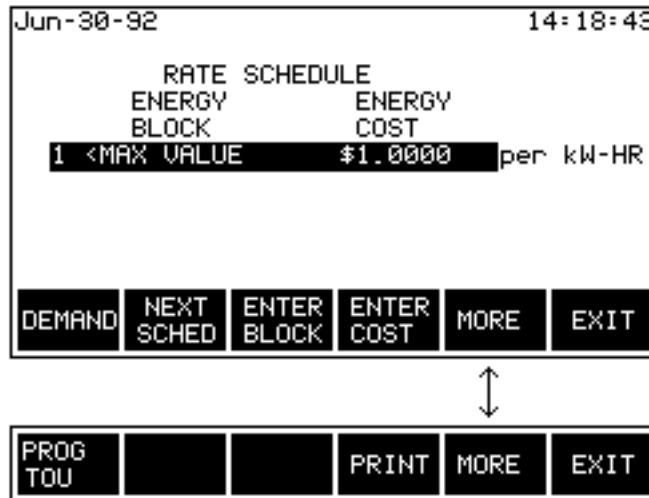 Jun-30-92 14:18:43
RATE SCHEDULE
ENERGY ENERGY
BLOCK COST
1 <MAX VALUE $1.0000 per kW-HR
DEMAND NEXT SCHED ENTER BLOCK ENTER COST MORE EXIT
PROG TOU PRINT MORE EXIT